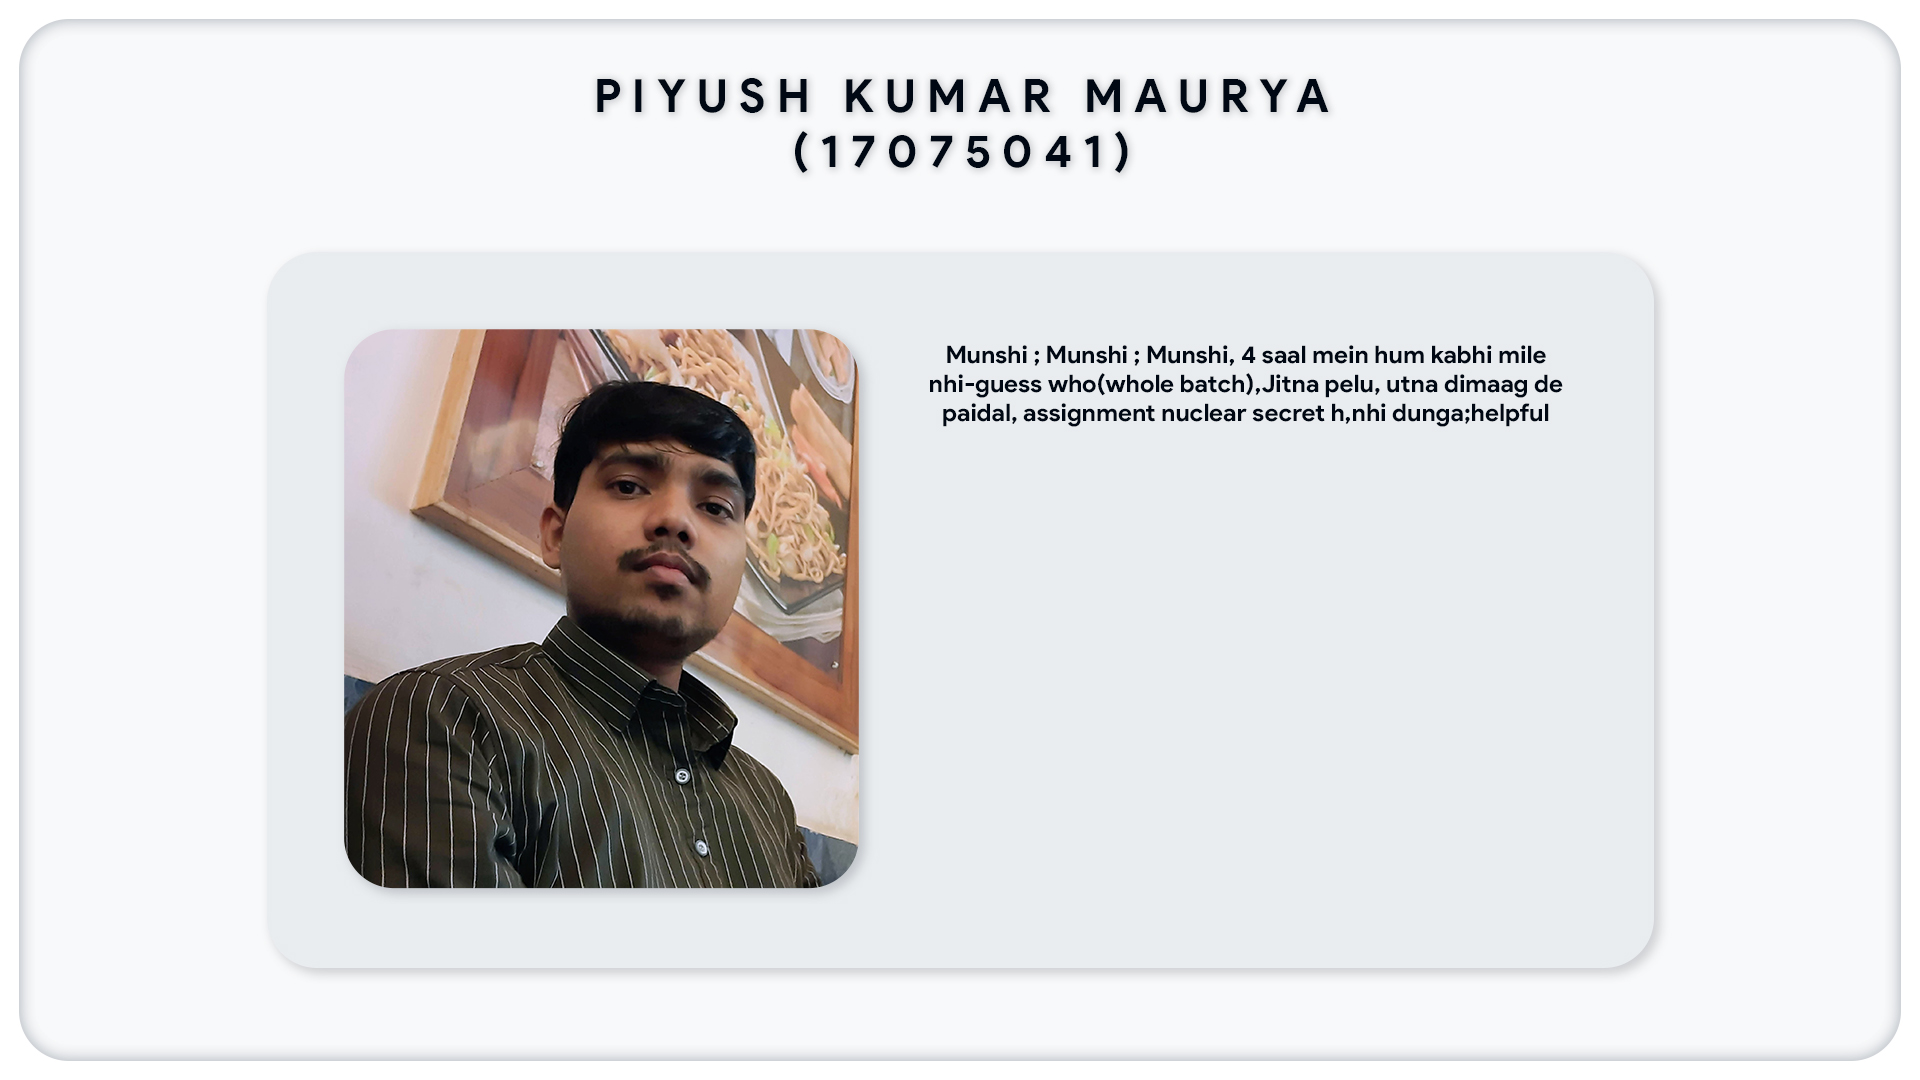 PIYUSH KUMAR MAURYA
(17075041)
Munshi ; Munshi ; Munshi, 4 saal mein hum kabhi mile
nhi-guess who(whole batch),Jitna pelu, utna dimaag de
paidal, assignment nuclear secret h,nhi dunga;helpful